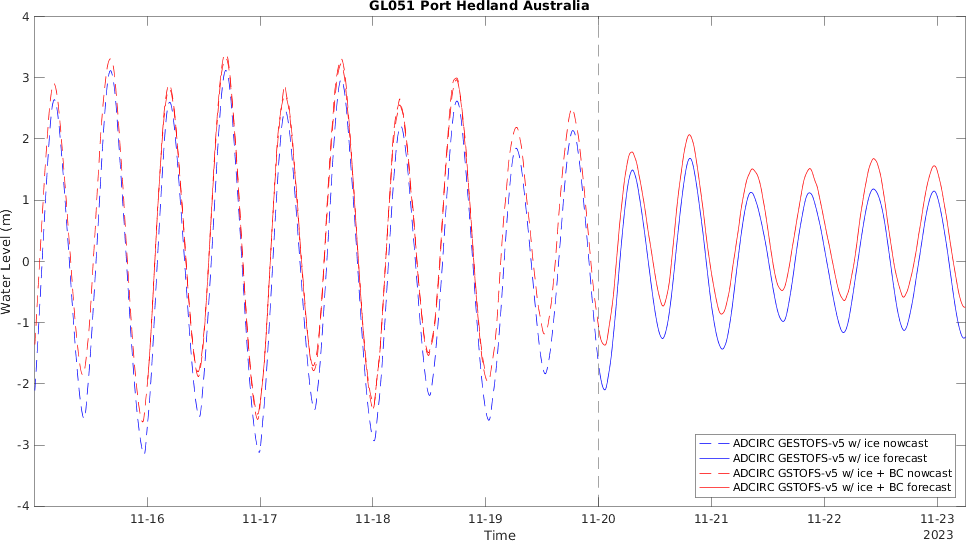 GL051 Port Hedland Australia
4
3
2
1
0
-1
-2
-3
-4
Water Level (m)
11-16 11-17 11-18 11-19 11-20 11-21 11-22 11-23
2023
Time
ADCIRC GESTOFS-v5 w/ ice nowcast
ADCIRC GESTOFS-v5 w/ ice forecast
ADCIRC GSTOFS-v5 w/ ice + BC nowcast
ADCIRC GSTOFS-v5 w/ ice + BC forecast